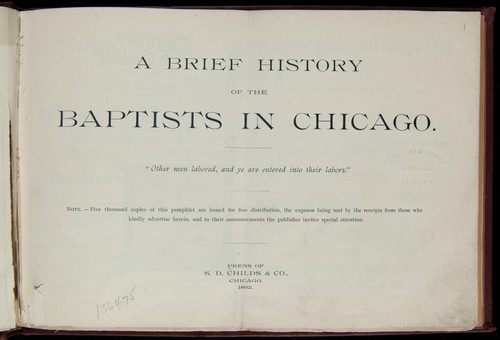 A BRIEF HISTORY
OF THE
BAPTISTS IN CHICAGO.
"Other men labored, and ye are entered into their labors."
NOTE.—Five thousand copies of this pamphlet are issued for free distribution, the expense being met by the receipts from those who
kindly advertise herein, and to their announcements the publisher invites special attention.
PRESS OF
S. D. CHILDS & CO.,
CHICAGO.
1892.
136475